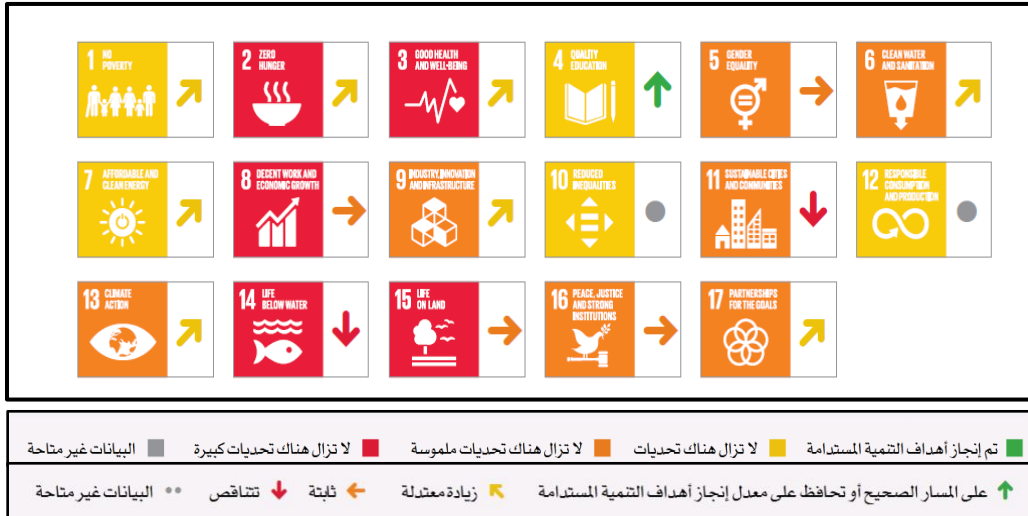 1 NO
POVERTY
2 ZERO
HUNGER
3 GOOD HEALTH
AND WELL-BEING
4 QUALITY
EDUCATION
5 GENDER
EQUALITY
6 CLEAN WATER
AND SANITATION
7 AFFORDABLE AND
CLEAN ENERGY
8 DECENT WORK AND
ECONOMIC GROWTH
9 INDUSTRY, INNOVATION
AND INFRASTRUCTURE
10 REDUCED
INEQUALITIES
11 SUSTAINABLE CITIES
AND COMMUNITIES
12 RESPONSIBLE
CONSUMPTION
AND PRODUCTION
13 CLIMATE
ACTION
14 LIFE
BELOW WATER
15 LIFE
ON LAND
16 PEACE, JUSTICE
AND STRONG
INSTITUTIONS
17 PARTNERSHIPS
FOR THE GOALS
تم إنجاز أهداف التنمية المستدامة لا تزال هناك تحديات لا تزال هناك تحديات ملموسة لا تزال هناك تحديات كبيرة البيانات غير متاحة
على المسار الصحيح أو تحافظ على معدل إنجاز أهداف التنمية المستدامة زيادة معتدلة ثابتة تتناقص البيانات غير متاحة